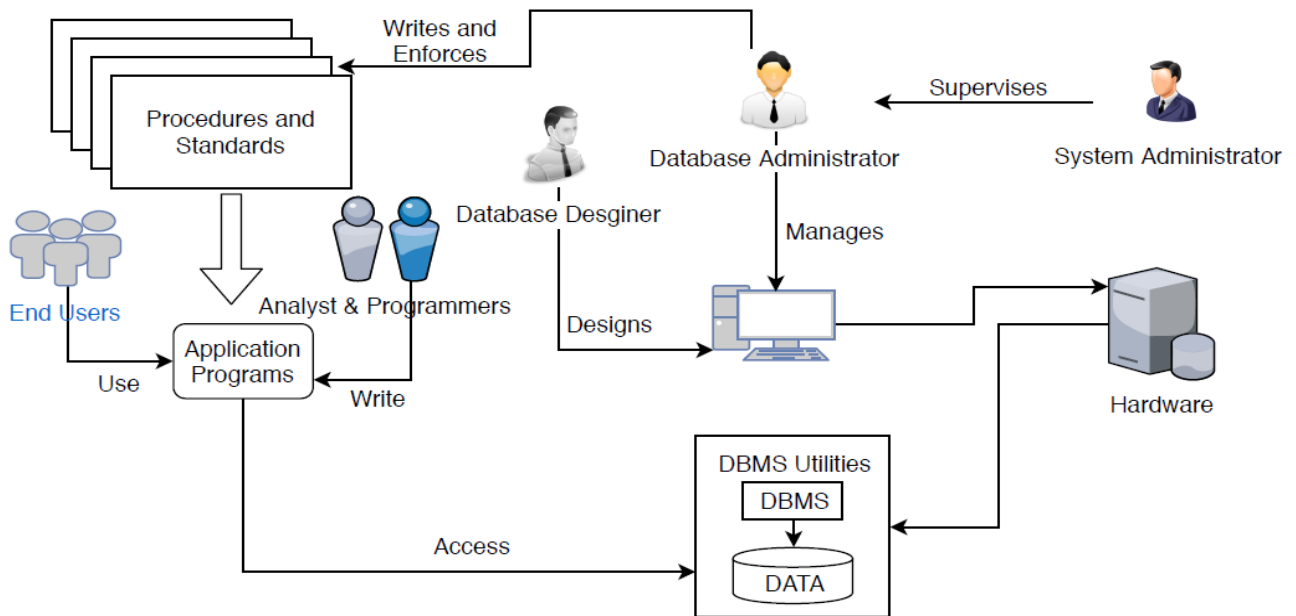 Writes and
Enforces
Procedures and
Standards
Supervises
Database Administrator
System Administrator
Database Desginer
Manages
End Users
Analyst & Programmers
Designs
Application
Programs
Use
Write
Hardware
DBMS Utilities
DBMS
Access
DATA